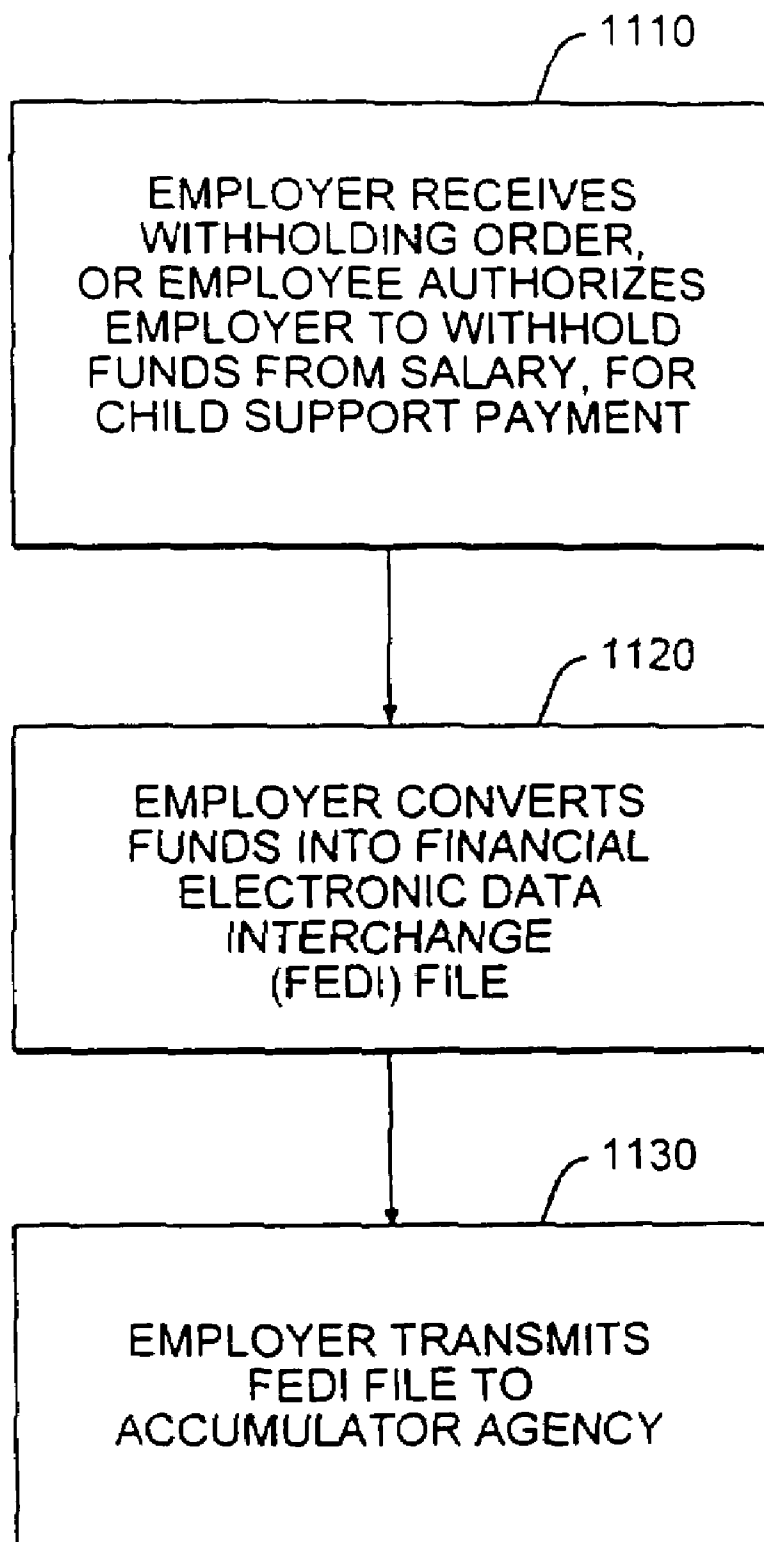 1110
EMPLOYER RECEIVES
WITHHOLDING ORDER,
OR EMPLOYEE AUTHORIZES
EMPLOYER TO WITHHOLD
FUNDS FROM SALARY, FOR
CHILD SUPPORT PAYMENT
1120
EMPLOYER CONVERTS
FUNDS INTO FINANCIAL
ELECTRONIC DATA
INTERCHANGE
(FEDI) FILE
1130
EMPLOYER TRANSMITS
FEDI FILE TO
ACCUMULATOR AGENCY